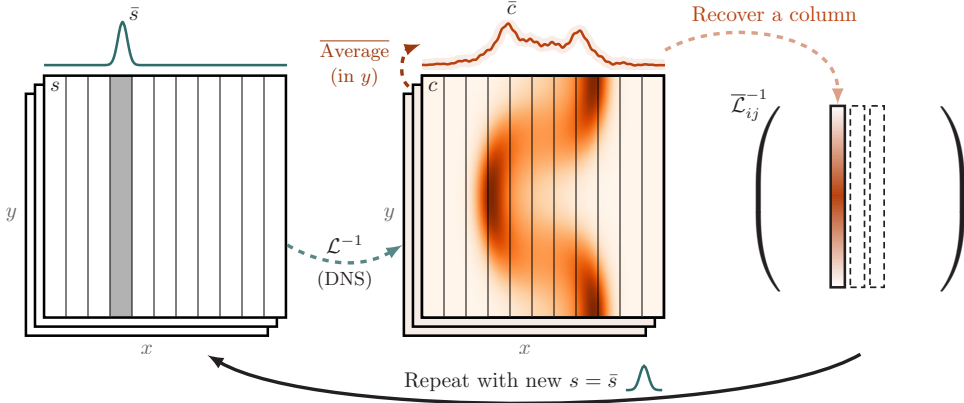 s̄
c̄
Recover a column
Average
(in y)
s
c
ℒ̄⁻¹ᵢⱼ
y
y
ℒ⁻¹
(DNS)
x
x
Repeat with new s = s̄